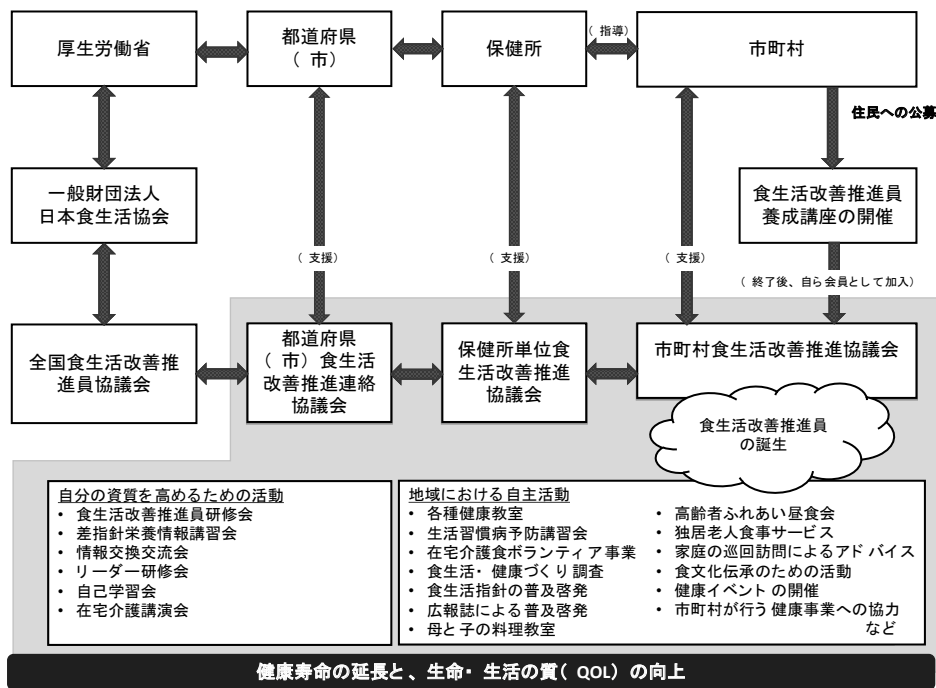 厚生労働省
都道府県
（市）
保健所
（指導）
市町村
住民への公募
一般財団法人
日本食生活協会
食生活改善推進員
養成講座の開催
（支援）
（支援）
（支援）
（終了後、自ら会員として加入）
全国食生活改善推
進員協議会
都道府県
（市）食生活
改善推進連絡
協議会
保健所単位食
生活改善推進
協議会
市町村食生活改善推進協議会
食生活改善推進員
の誕生
自分の資質を高めるための活動
• 食生活改善推進員研修会
• 差指針栄養情報講習会
• 情報交換交流会
• リーダー研修会
• 自己学習会
• 在宅介護講演会
地域における自主活動
• 各種健康教室
• 生活習慣病予防講習会
• 在宅介護食ボランティア事業
• 食生活・健康づくり調査
• 食生活指針の普及啓発
• 広報誌による普及啓発
• 母と子の料理教室
• 高齢者ふれあい昼食会
• 独居老人食事サービス
• 家庭の巡回訪問によるアドバイス
• 食文化伝承のための活動
• 健康イベントの開催
• 市町村が行う健康事業への協力
など
健康寿命の延長と、生命・生活の質（QOL）の向上